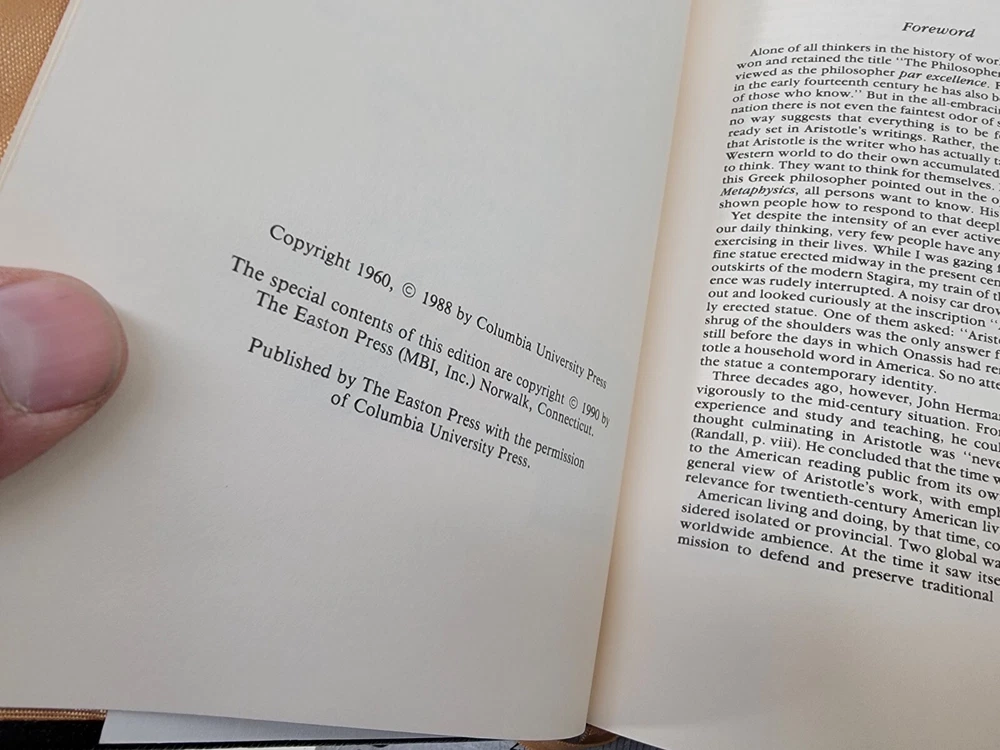 Copyright 1960, © 1988 by Columbia University Press
The special contents of this edition are copyright © 1990 by
The Easton Press (MBI, Inc.) Norwalk, Connecticut.
Published by The Easton Press with the permission
of Columbia University Press.
Foreword
Alone of all thinkers in the history of
won and retained the title "The Philosopher
viewed as the philosopher par excellence.
in the early fourteenth century he has also
of those who know." But in the all-embracing
nation there is not even the faintest odor of
no way suggests that everything is to be
ready set in Aristotle's writings. Rather, the
that Aristotle is the writer who has actually
Western world to do their own accumulated
to think. They want to think for themselves.
this Greek philosopher pointed out in the
Metaphysics, all persons want to know. His
shown people how to respond to that
Yet despite the intensity of an ever active
our daily thinking, very few people have any
exercising in their lives. While I was gazing
fine statue erected midway in the present
outskirts of the modern Stagira, my train of
ence was rudely interrupted. A noisy car
out and looked curiously at the inscription "
ly erected statue. One of them asked:
shrug of the shoulders was the only answer
still before the days in which Onassis had
totle a household word in America. So no
the statue a contemporary identity.
Three decades ago, however, John
vigorously to the mid-century situation.
experience and study and teaching, he
thought culminating in Aristotle was "never
(Randall, p. viii). He concluded that the time
to the American reading public from its
general view of Aristotle's work, with
relevance for twentieth-century American
American living and doing, by that time,
sidered isolated or provincial. Two global
worldwide ambience. At the time it saw
mission to defend and preserve traditional